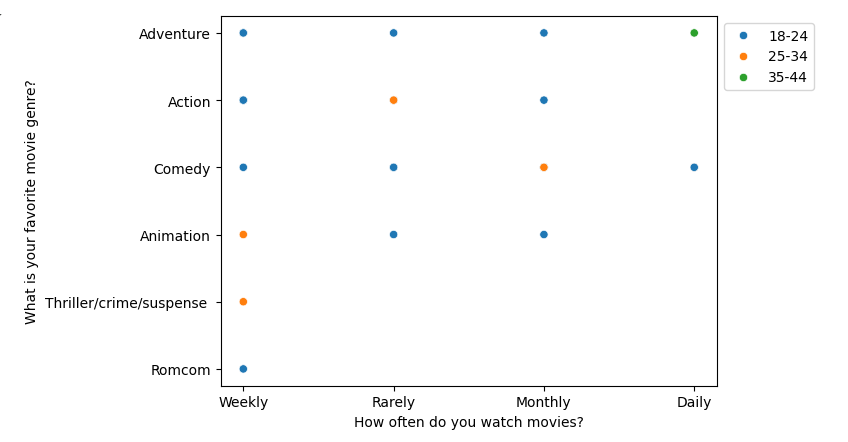 Adventure
Action
Comedy
Animation
Thriller/crime/suspense
Romcom
What is your favorite movie genre?
Weekly
Rarely
Monthly
Daily
How often do you watch movies?
18-24
25-34
35-44